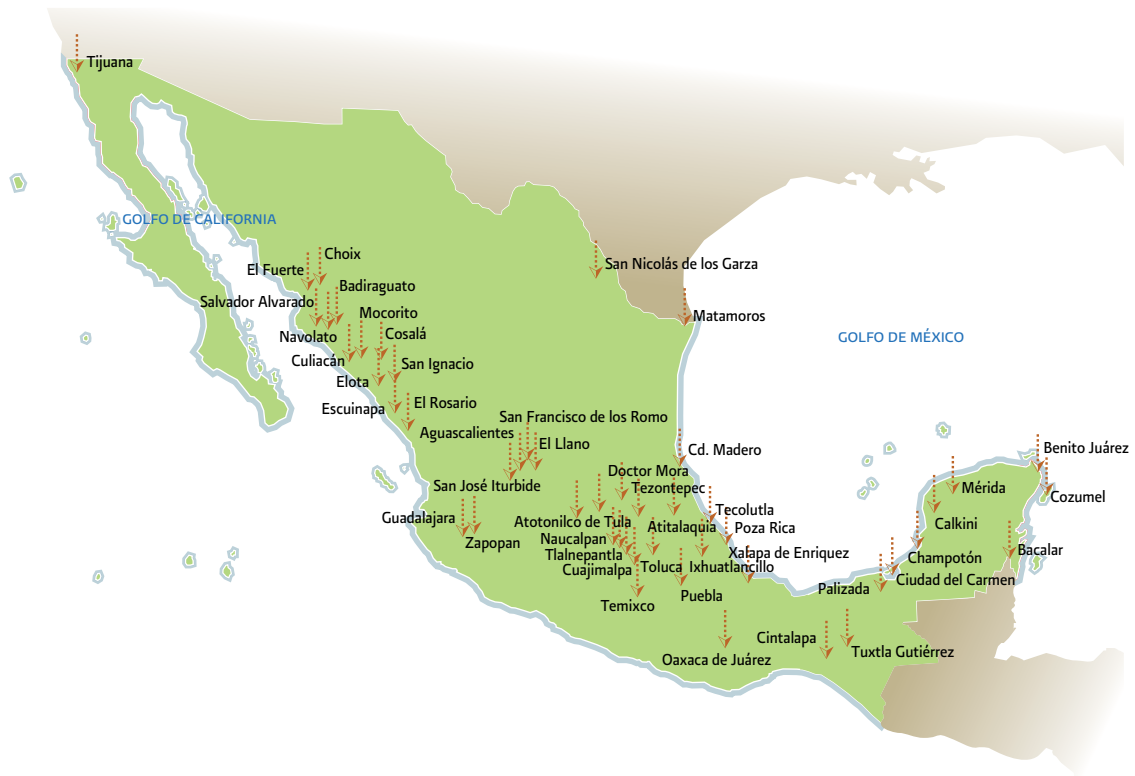 Tijuana
GOLFO DE CALIFORNIA
Choix
El Fuerte
San Nicolás de los Garza
Badiraguato
Salvador Alvarado
Mocorito
Matamoros
Navolato
Cosalá
GOLFO DE MÉXICO
Culiacán
San Ignacio
Elota
El Rosario
Escuinapa
San Francisco de los Romo
Aguascalientes
El Llano
Cd. Madero
Benito Juárez
Doctor Mora
San José Iturbide
Tezontepec
Mérida
Cozumel
Tecolutla
Guadalajara
Atotonilco de Tula
Atitalaquia
Poza Rica
Calkini
Zapopan
Naucalpan
Tlalnepantla
Xalapa de Enriquez
Bacalar
Champotón
Cuajimalpa
Toluca
Ixhuatlancillo
Ciudad del Carmen
Palizada
Puebla
Temixco
Cintalapa
Tuxtla Gutiérrez
Oaxaca de Juárez